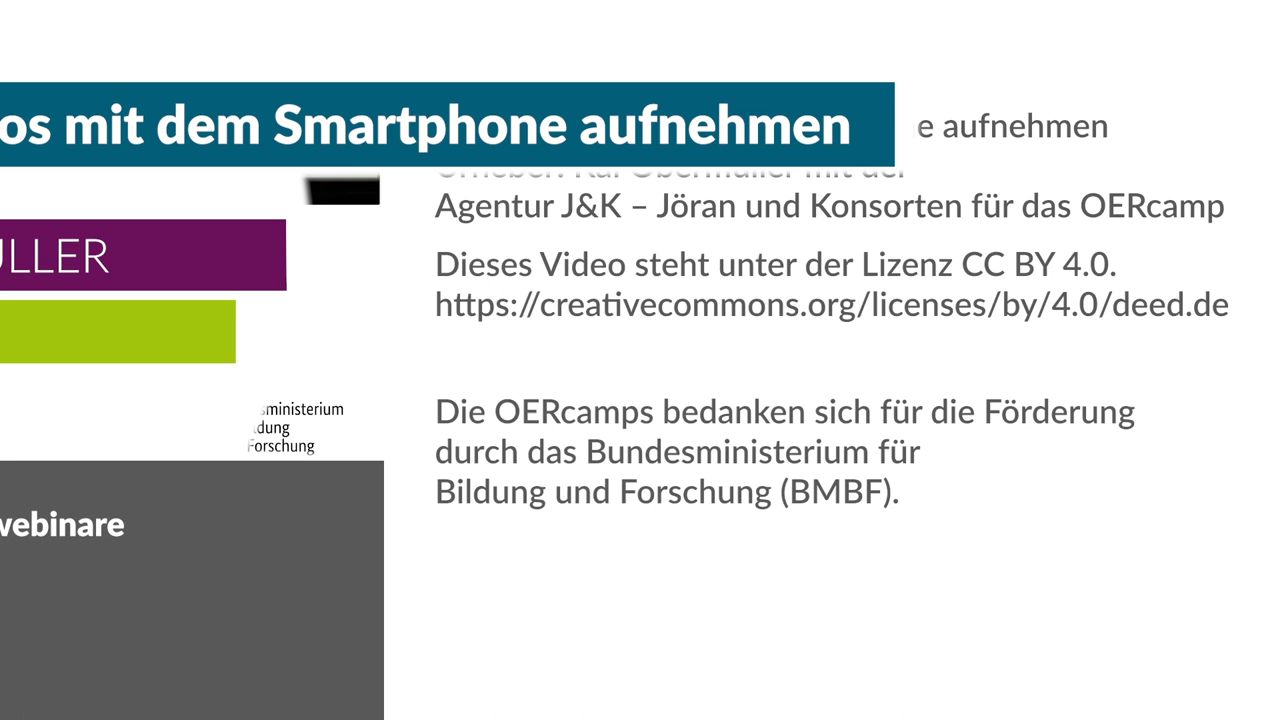 os mit dem Smartphone aufnehmen
e aufnehmen
Agentur J&K – Jöran und Konsorten für das OERcamp
ULLER
Dieses Video steht unter der Lizenz CC BY 4.0.
https://creativecommons.org/licenses/by/4.0/deed.de
sministerium
ldung
Forschung
Die OERcamps bedanken sich für die Förderung
durch das Bundesministerium für
Bildung und Forschung (BMBF).
webinare